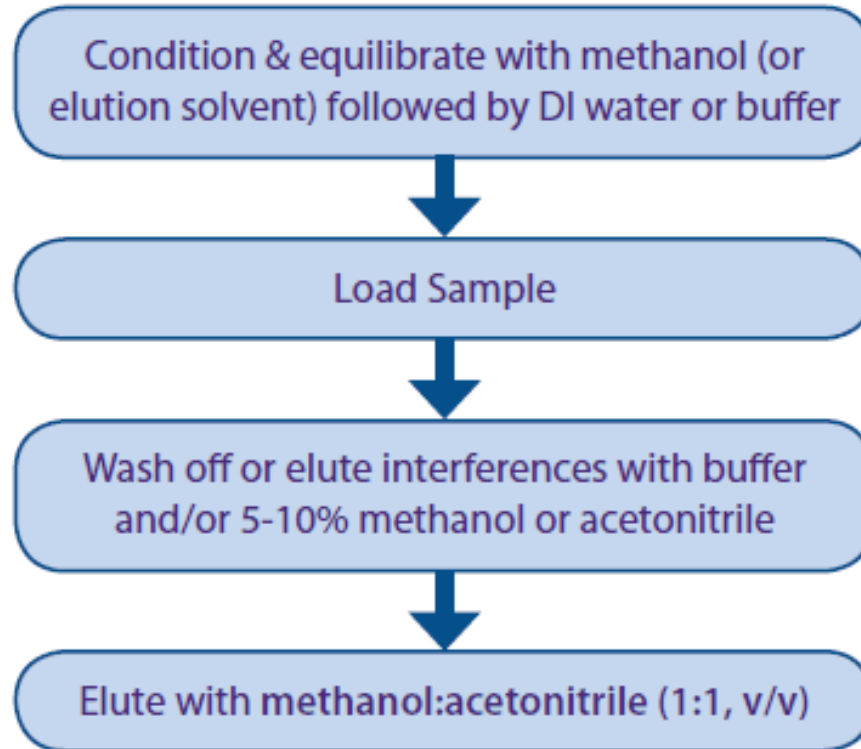 Condition & equilibrate with methanol (or
elution solvent) followed by DI water or buffer
Load Sample
Wash off or elute interferences with buffer
and/or 5-10% methanol or acetonitrile
Elute with methanol:acetonitrile (1:1, v/v)